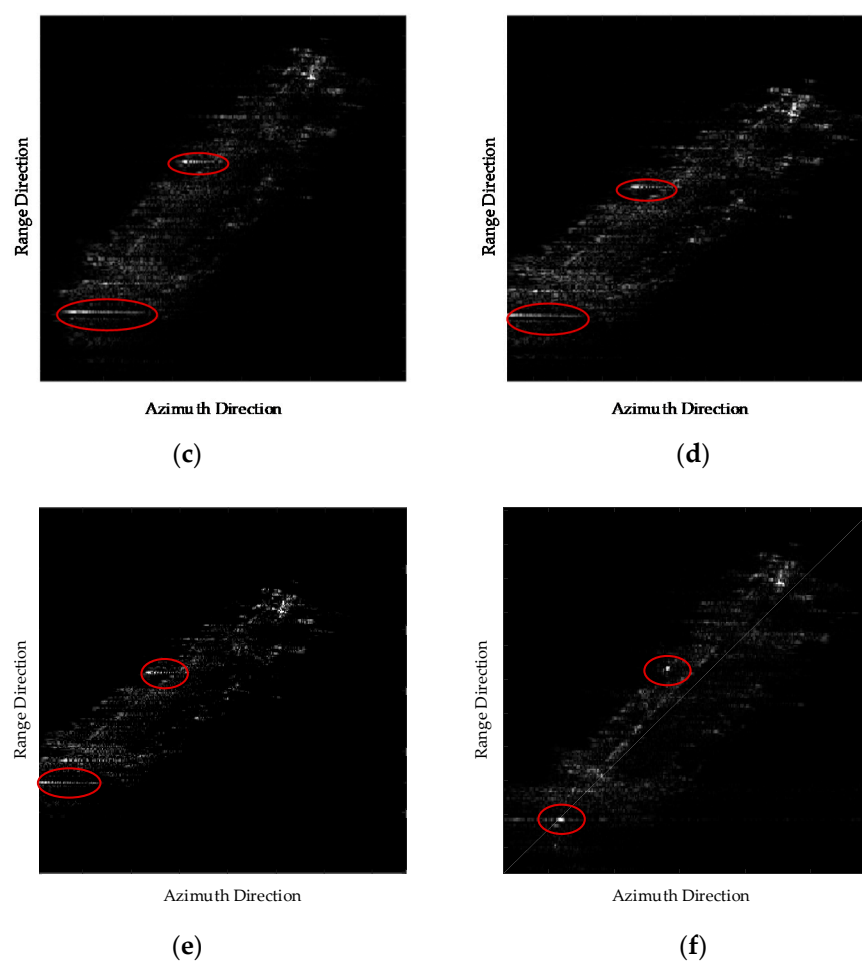 Range Direction
Range Direction
Azimuth Direction
Azimuth Direction
(c)
(d)
Range Direction
Range Direction
Azimuth Direction
Azimuth Direction
(e)
(f)